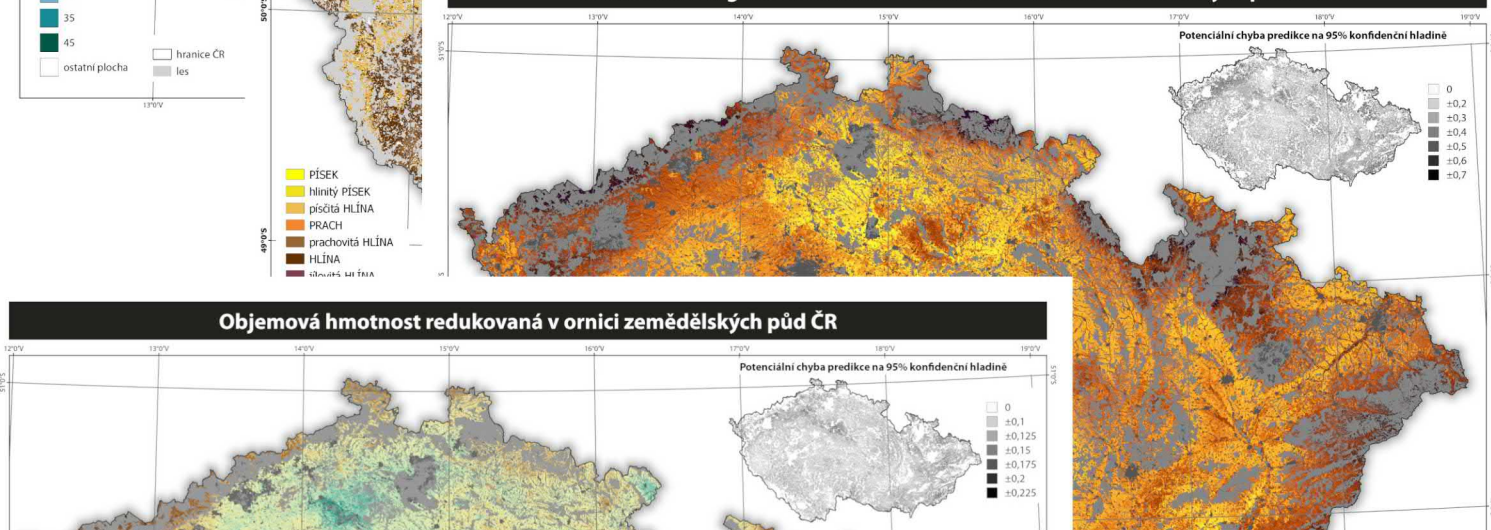 35
45
ostatní plocha
hranice ČR
les
13°0'V
50°0'S
49°0'S
PÍSEK
hlinitý PÍSEK
písčitá HLÍNA
PRACH
prachovitá HLÍNA
HLÍNA
jílovitá HLÍNA
12°0'V
13°0'V
14°0'V
15°0'V
16°0'V
18°0'V
19°0'V
51°0'S
Potenciální chyba predikce na 95% konfidenční hladině
0
±0,2
±0,3
±0,4
±0,5
±0,6
±0,7
Objemová hmotnost redukovaná v ornici zemědělských půd ČR
12°0'V
13°0'V
14°0'V
15°0'V
16°0'V
17°0'V
18°0'V
19°0'V
51°0'S
51°0'S
Potenciální chyba predikce na 95% konfidenční hladině
0
±0,1
±0,125
±0,15
±0,175
±0,2
±0,225